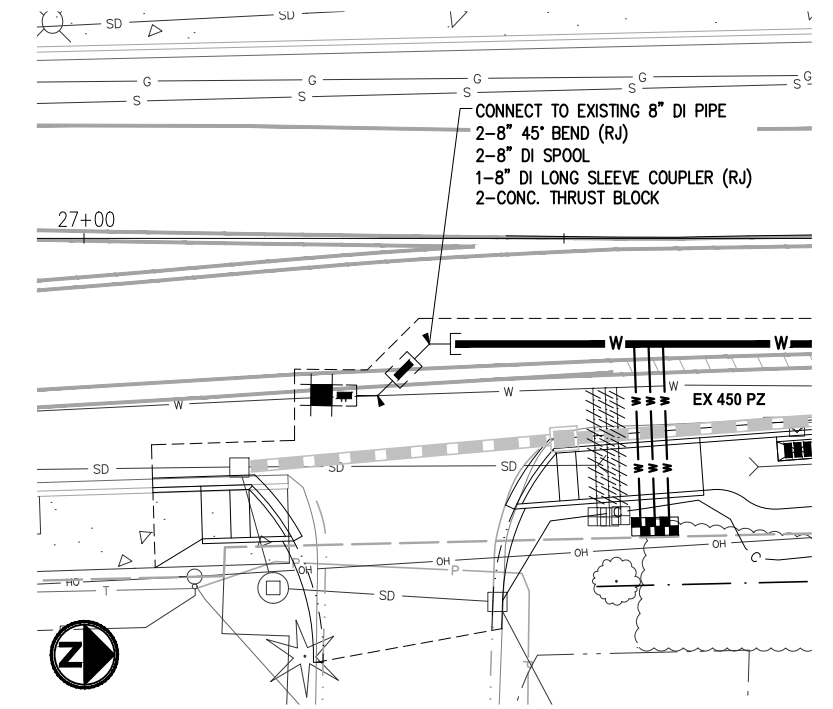 SD
SD
G G G G G
S S S S S
CONNECT TO EXISTING 8" DI PIPE
2-8" 45° BEND (RJ)
2-8" DI SPOOL
1-8" DI LONG SLEEVE COUPLER (RJ)
2-CONC. THRUST BLOCK
27+00
W W
W W W
W W W
EX 450 PZ
W W W
SD SD SD
OH OH OH OH
P P
OH
T
SD
C
Z